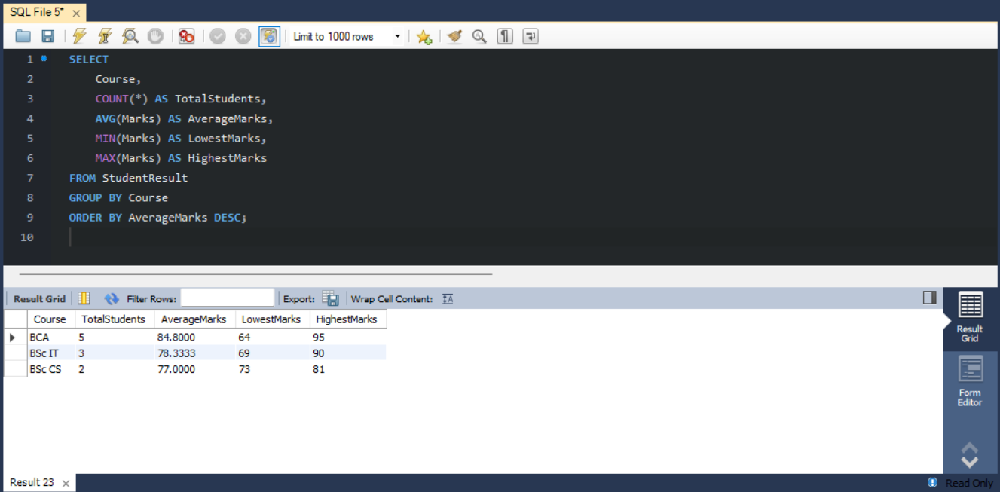 SQL File 5*
Limit to 1000 rows
1 SELECT
2 Course,
3 COUNT(*) AS TotalStudents,
4 AVG(Marks) AS AverageMarks,
5 MIN(Marks) AS LowestMarks,
6 MAX(Marks) AS HighestMarks
7 FROM StudentResult
8 GROUP BY Course
9 ORDER BY AverageMarks DESC;
10
Result Grid Filter Rows: Export: Wrap Cell Content:
Course TotalStudents AverageMarks LowestMarks HighestMarks
BCA 5 84.8000 64 95
BSc IT 3 78.3333 69 90
BSc CS 2 77.0000 73 81
Result
Grid
Form
Editor
Result 23
Read Only